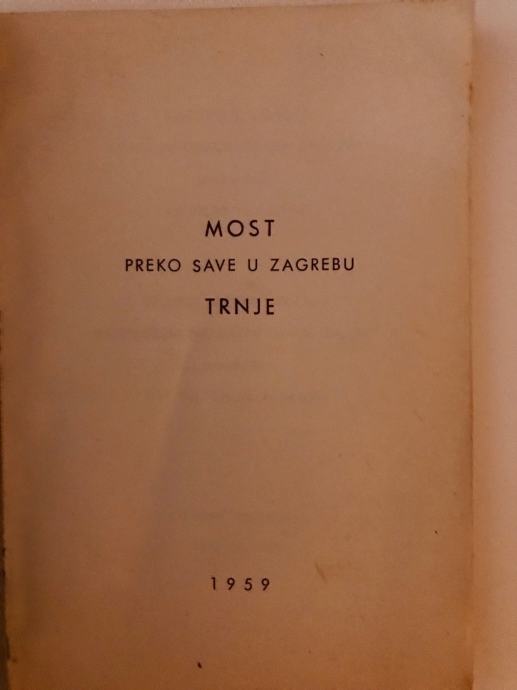 MOST
PREKO SAVE U ZAGREBU
TRNJE
1959